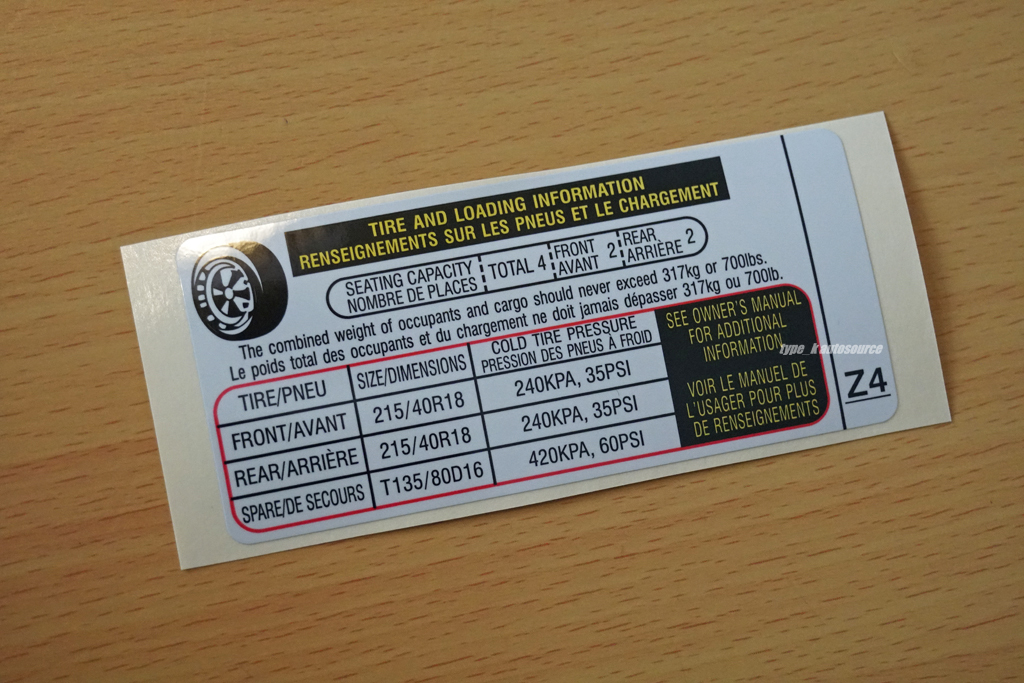 TIRE AND LOADING INFORMATION
RENSEIGNEMENTS SUR LES PNEUS ET LE CHARGEMENT
SEATING CAPACITY
NOMBRE DE PLACES
TOTAL 4
FRONT
AVANT 2
REAR
ARRIÈRE 2
The combined weight of occupants and cargo should never exceed 317kg or 700lbs.
Le poids total des occupants et du chargement ne doit jamais dépasser 317kg ou 700lb.
TIRE/PNEU SIZE/DIMENSIONS COLD TIRE PRESSURE
PRESSION DES PNEUS À FROID
FRONT/AVANT 215/40R18 240KPA, 35PSI
REAR/ARRIÈRE 215/40R18 240KPA, 35PSI
SPARE/DE SECOURS T135/80D16 420KPA, 60PSI
SEE OWNER'S MANUAL
FOR ADDITIONAL
INFORMATION
VOIR LE MANUEL DE
L'USAGER POUR PLUS
DE RENSEIGNEMENTS
Z4
type_k autosource